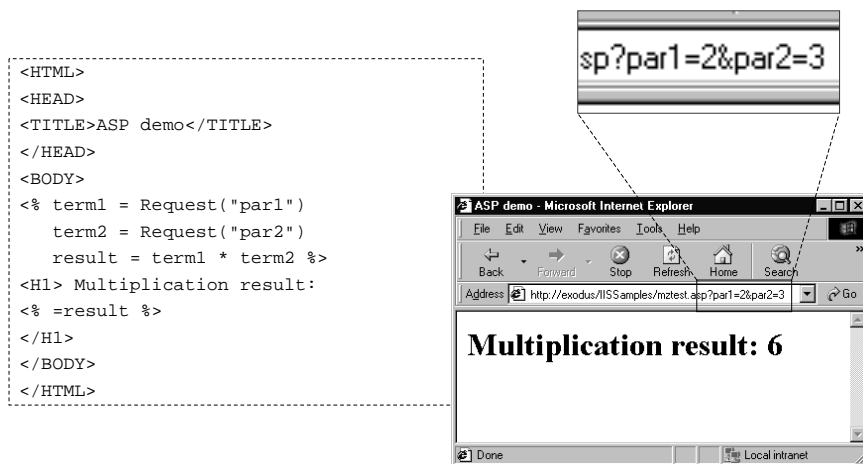 <HTML>
<HEAD>
<TITLE>ASP demo</TITLE>
</HEAD>
<BODY>
<% term1 = Request("par1")
term2 = Request("par2")
result = term1 * term2 %>
<H1> Multiplication result:
<% =result %>
</H1>
</BODY>
</HTML>
sp?par1=2&par2=3
ASP demo - Microsoft Internet Explorer
File Edit View Favorites Tools Help
Back Forward Stop Refresh Home Search »
Address http://exodus/IISSamples/mztest.asp?par1=2&par2=3 Go
Multiplication result: 6
Done Local intranet